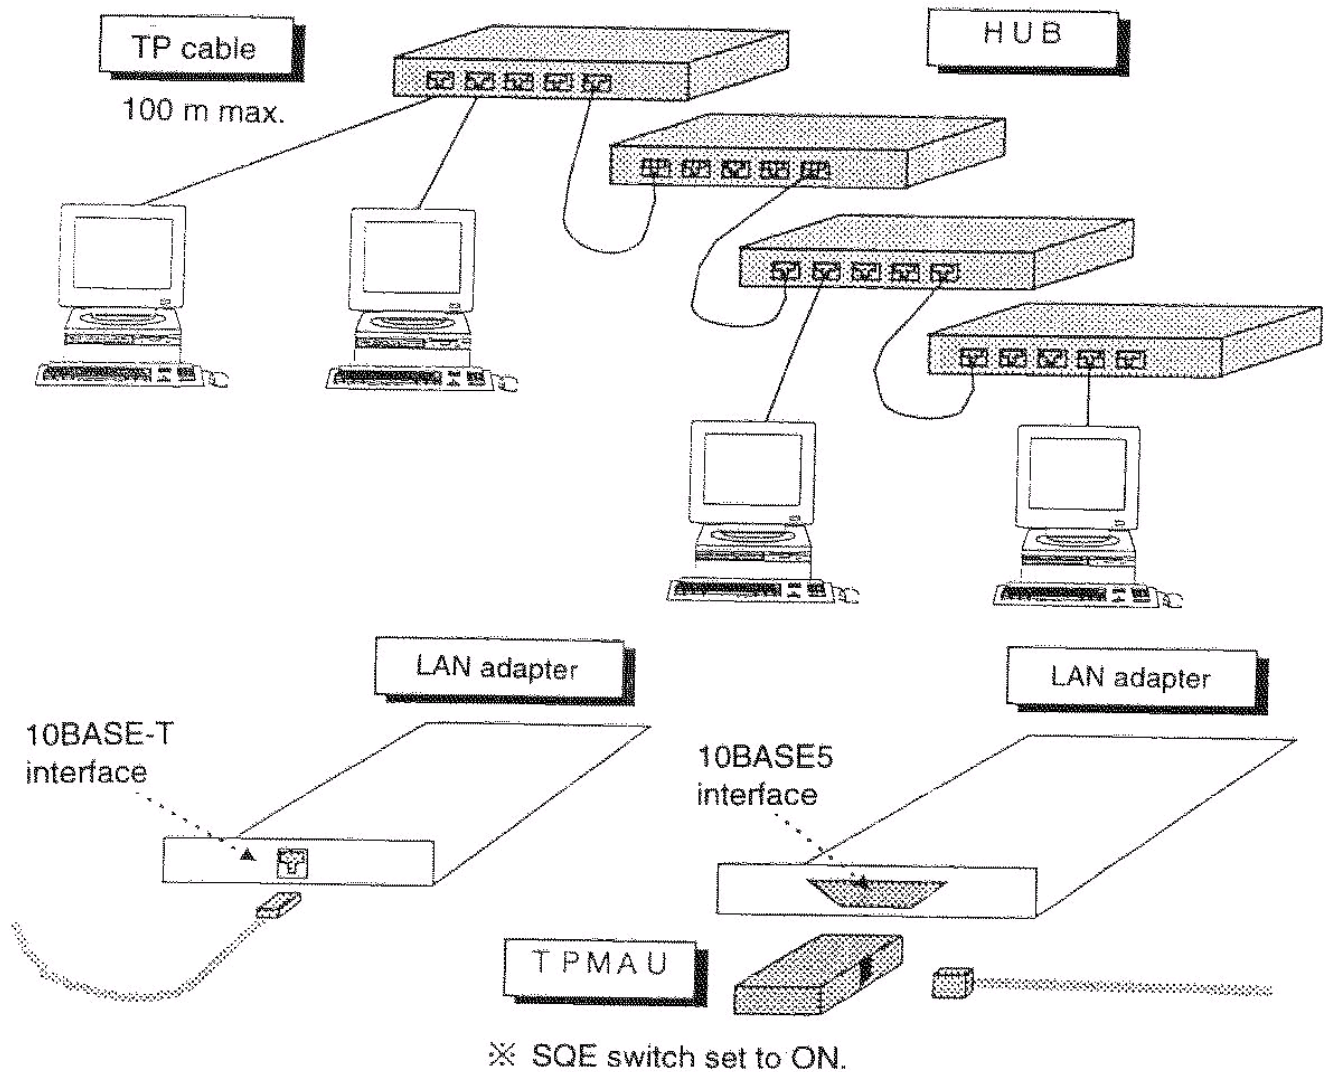 TP cable
HUB
100 m max.
LAN adapter
LAN adapter
10BASE-T
interface
10BASE5
interface
TPMAU
※ SQE switch set to ON.